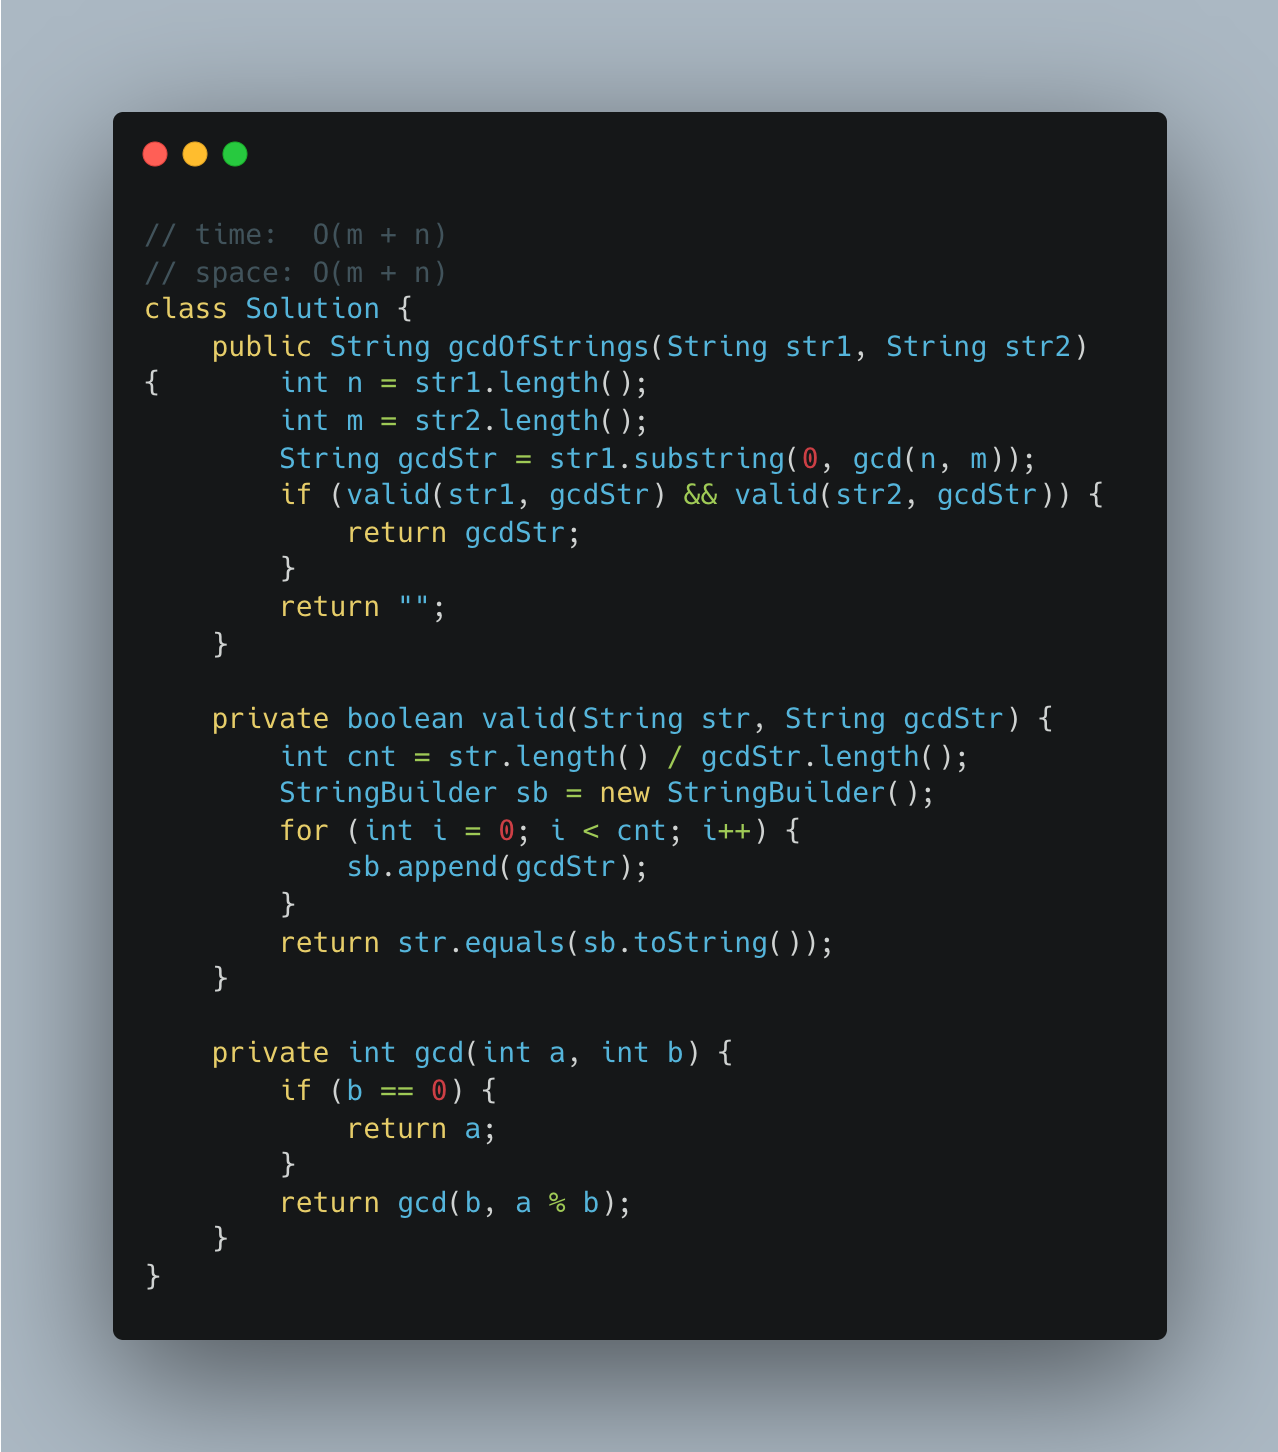 // time:  O(m + n)
// space: O(m + n)
class Solution {
    public String gcdOfStrings(String str1, String str2)
{       int n = str1.length();
        int m = str2.length();
        String gcdStr = str1.substring(0, gcd(n, m));
        if (valid(str1, gcdStr) && valid(str2, gcdStr)) {
            return gcdStr;
        }
        return "";
    }

    private boolean valid(String str, String gcdStr) {
        int cnt = str.length() / gcdStr.length();
        StringBuilder sb = new StringBuilder();
        for (int i = 0; i < cnt; i++) {
            sb.append(gcdStr);
        }
        return str.equals(sb.toString());
    }

    private int gcd(int a, int b) {
        if (b == 0) {
            return a;
        }
        return gcd(b, a % b);
    }
}